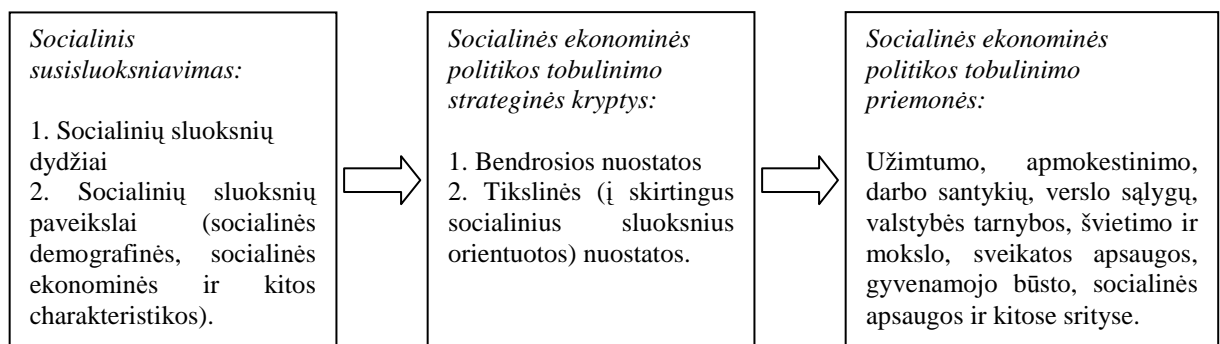 Socialinis
susisluoksniavimas:
1. Socialinių sluoksnių
dydžiai
2. Socialinių sluoksnių
paveikslai (socialinės
demografinės, socialinės
ekonominės ir kitos
charakteristikos).
Socialinės ekonominės
politikos tobulinimo
strateginės kryptys:
1. Bendrosios nuostatos
2. Tikslinės (į skirtingus
socialinius sluoksnius
orientuotos) nuostatos.
Socialinės ekonominės
politikos tobulinimo
priemonės:
Užimtumo, apmokestinimo,
darbo santykių, verslo sąlygų,
valstybės tarnybos, švietimo ir
mokslo, sveikatos apsaugos,
gyvenamojo būsto, socialinės
apsaugos ir kitose srityse.